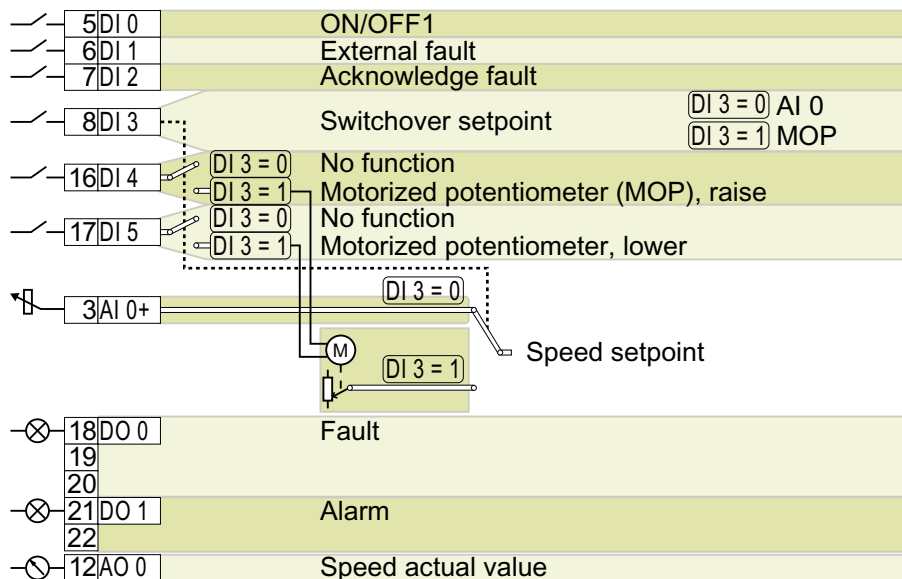 5 DI 0 ON/OFF1
6 DI 1 External fault
7 DI 2 Acknowledge fault
8 DI 3 Switchover setpoint DI 3 = 0 AI 0
DI 3 = 1 MOP
16 DI 4 DI 3 = 0 No function
DI 3 = 1 Motorized potentiometer (MOP), raise
17 DI 5 DI 3 = 0 No function
DI 3 = 1 Motorized potentiometer, lower
DI 3 = 0
3 AI 0+
M Speed setpoint
DI 3 = 1
18 DO 0 Fault
19
20
21 DO 1 Alarm
22
12 AO 0 Speed actual value